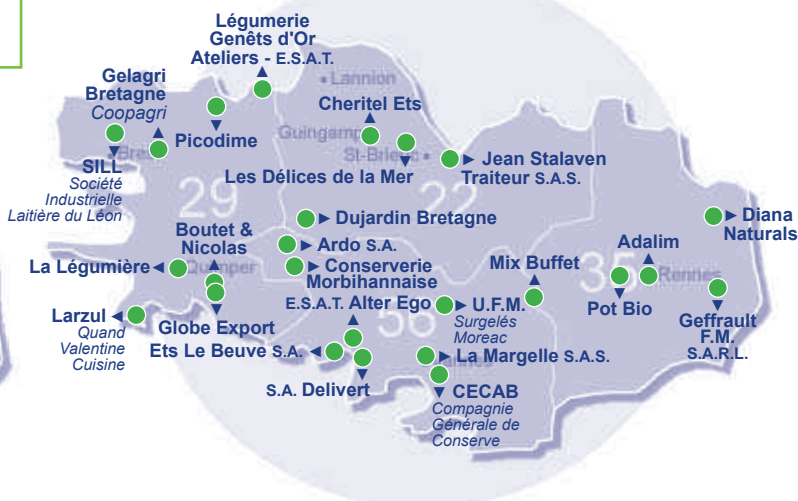 Légumerie
Genêts d'Or
Ateliers - E.S.A.T.
Gelagri
Bretagne
Coopagri
Lannion
Cheritel Ets
Picodime
Guingamp
Brest
SILL
Société
Industrielle
Laitière du Léon
St-Brieuc
Les Délices de la Mer
Jean Stalaven
Traiteur S.A.S.
29
22
Dujardin Bretagne
Diana
Naturals
Boutet &
Nicolas
Ardo S.A.
Adalim
35
La Légumière
Quimper
Conserverie
Morbihannaise
Mix Buffet
Rennes
E.S.A.T. Alter Ego
56
U.F.M.
Surgelés
Moreac
Pot Bio
Larzul
Quand
Valentine
Cuisine
Globe Export
Geffrault
F.M.
S.A.R.L.
Ets Le Beuve S.A.
La Margelle S.A.S.
S.A. Delivert
CECAB
Compagnie
Générale de
Conserve